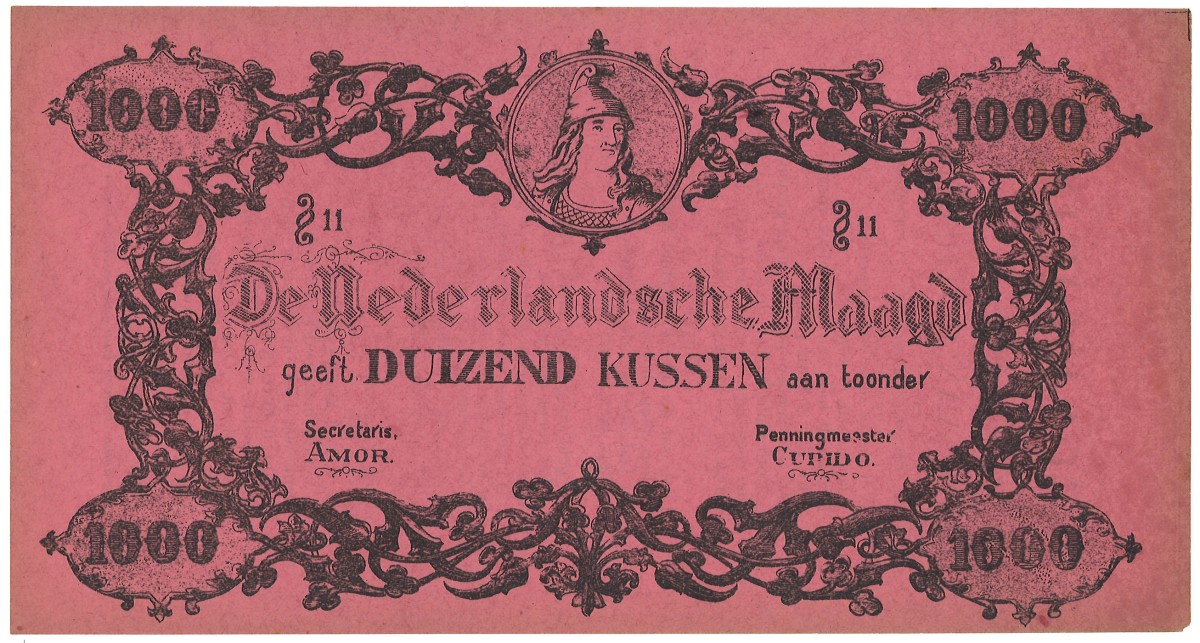 1000 1000
§ 11 § 11
De Nederlandsche Maagd
geeft DUIZEND KUSSEN aan toonder
Secretaris, Penningmeester
AMOR. CUPIDO.
1000 1000